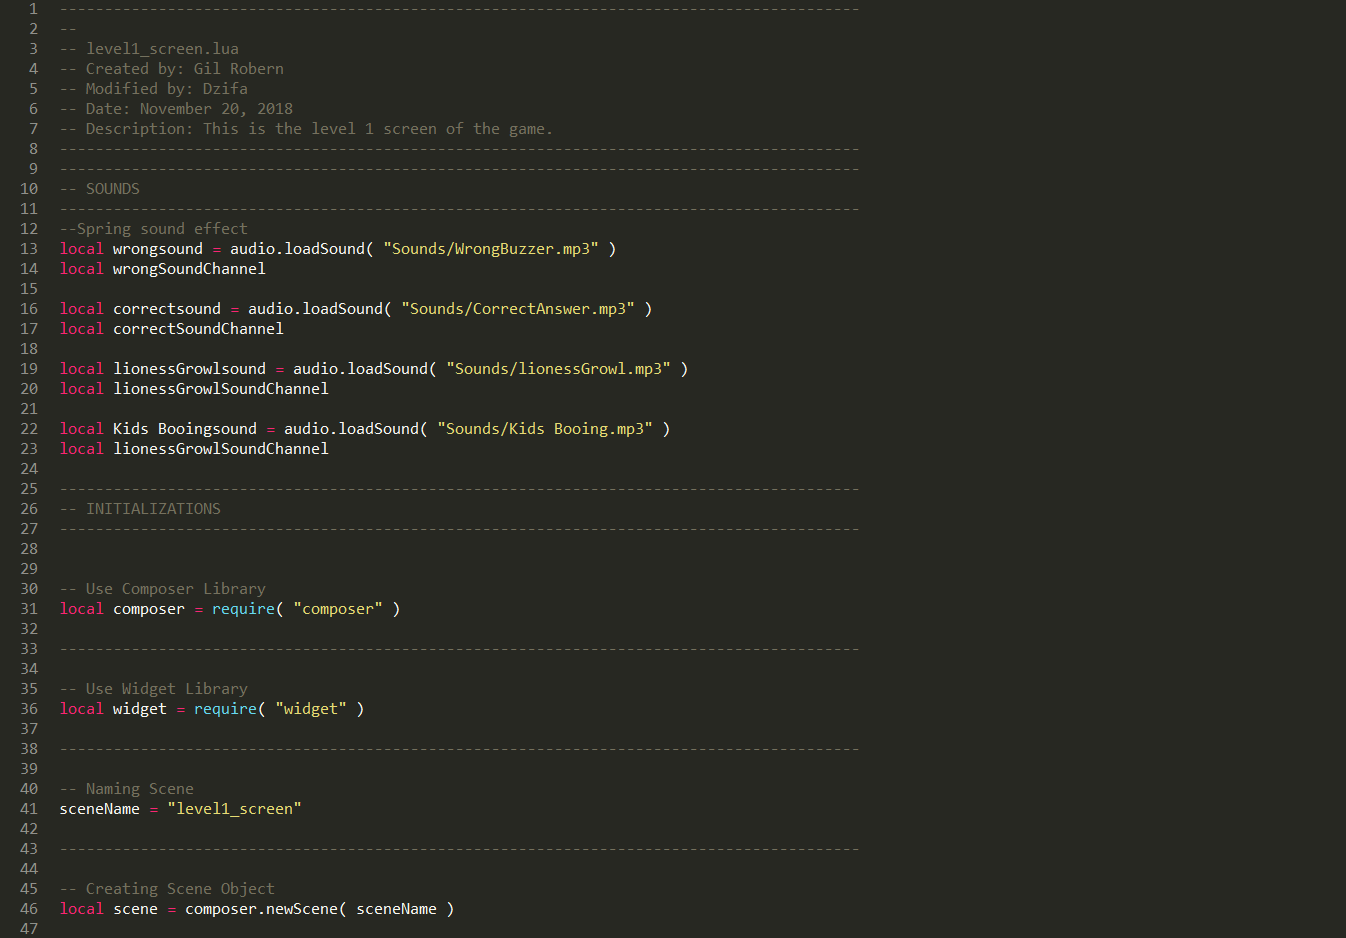 1 -----------------------------------------------------------------------------------------
2 --
3 -- level1_screen.lua
4 -- Created by: Gil Robern
5 -- Modified by: Dzifa
6 -- Date: November 20, 2018
7 -- Description: This is the level 1 screen of the game.
8 -----------------------------------------------------------------------------------------
9 -----------------------------------------------------------------------------------------
10 -- SOUNDS
11 -----------------------------------------------------------------------------------------
12 --Spring sound effect
13 local wrongsound = audio.loadSound( "Sounds/WrongBuzzer.mp3" )
14 local wrongSoundChannel
15
16 local correctsound = audio.loadSound( "Sounds/CorrectAnswer.mp3" )
17 local correctSoundChannel
18
19 local lionessGrowlsound = audio.loadSound( "Sounds/lionessGrowl.mp3" )
20 local lionessGrowlSoundChannel
21
22 local Kids Booingsound = audio.loadSound( "Sounds/Kids Booing.mp3" )
23 local lionessGrowlSoundChannel
24
25 -----------------------------------------------------------------------------------------
26 -- INITIALIZATIONS
27 -----------------------------------------------------------------------------------------
28
29
30 -- Use Composer Library
31 local composer = require( "composer" )
32
33 -----------------------------------------------------------------------------------------
34
35 -- Use Widget Library
36 local widget = require( "widget" )
37
38 -----------------------------------------------------------------------------------------
39
40 -- Naming Scene
41 sceneName = "level1_screen"
42
43 -----------------------------------------------------------------------------------------
44
45 -- Creating Scene Object
46 local scene = composer.newScene( sceneName )
47